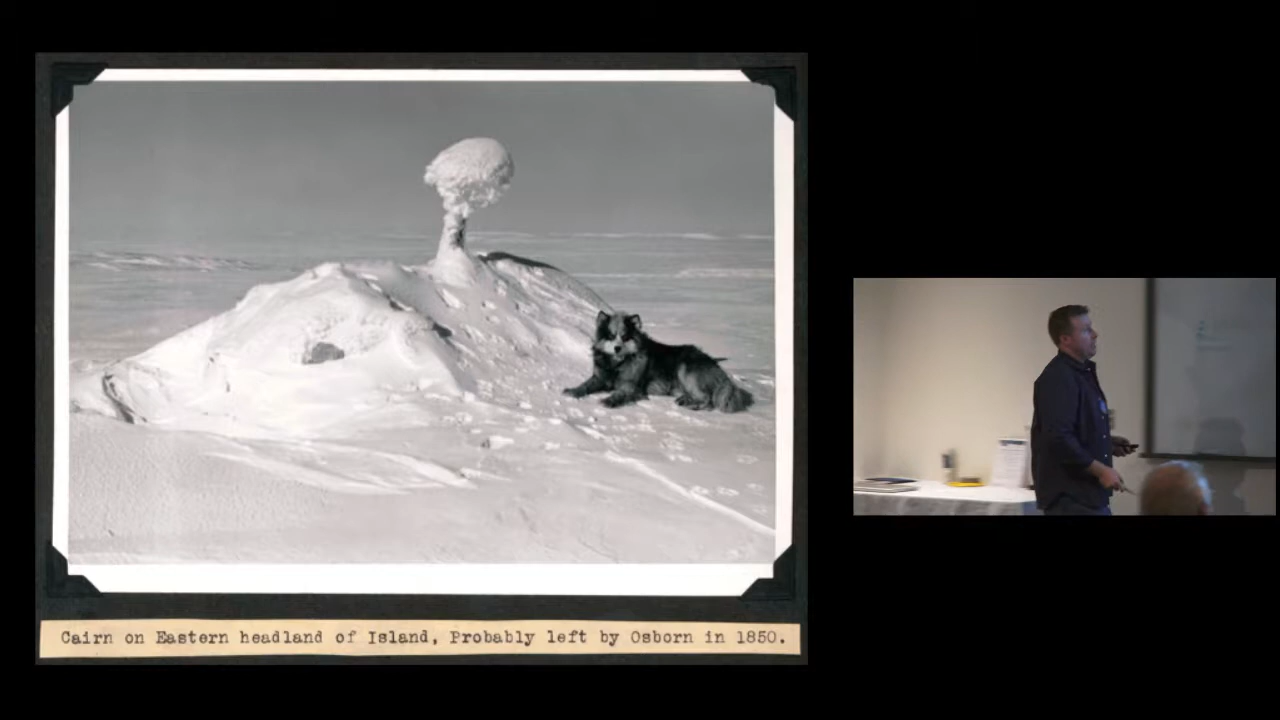 Cairn on Eastern headland of Island, Probably left by Osborn in 1850.